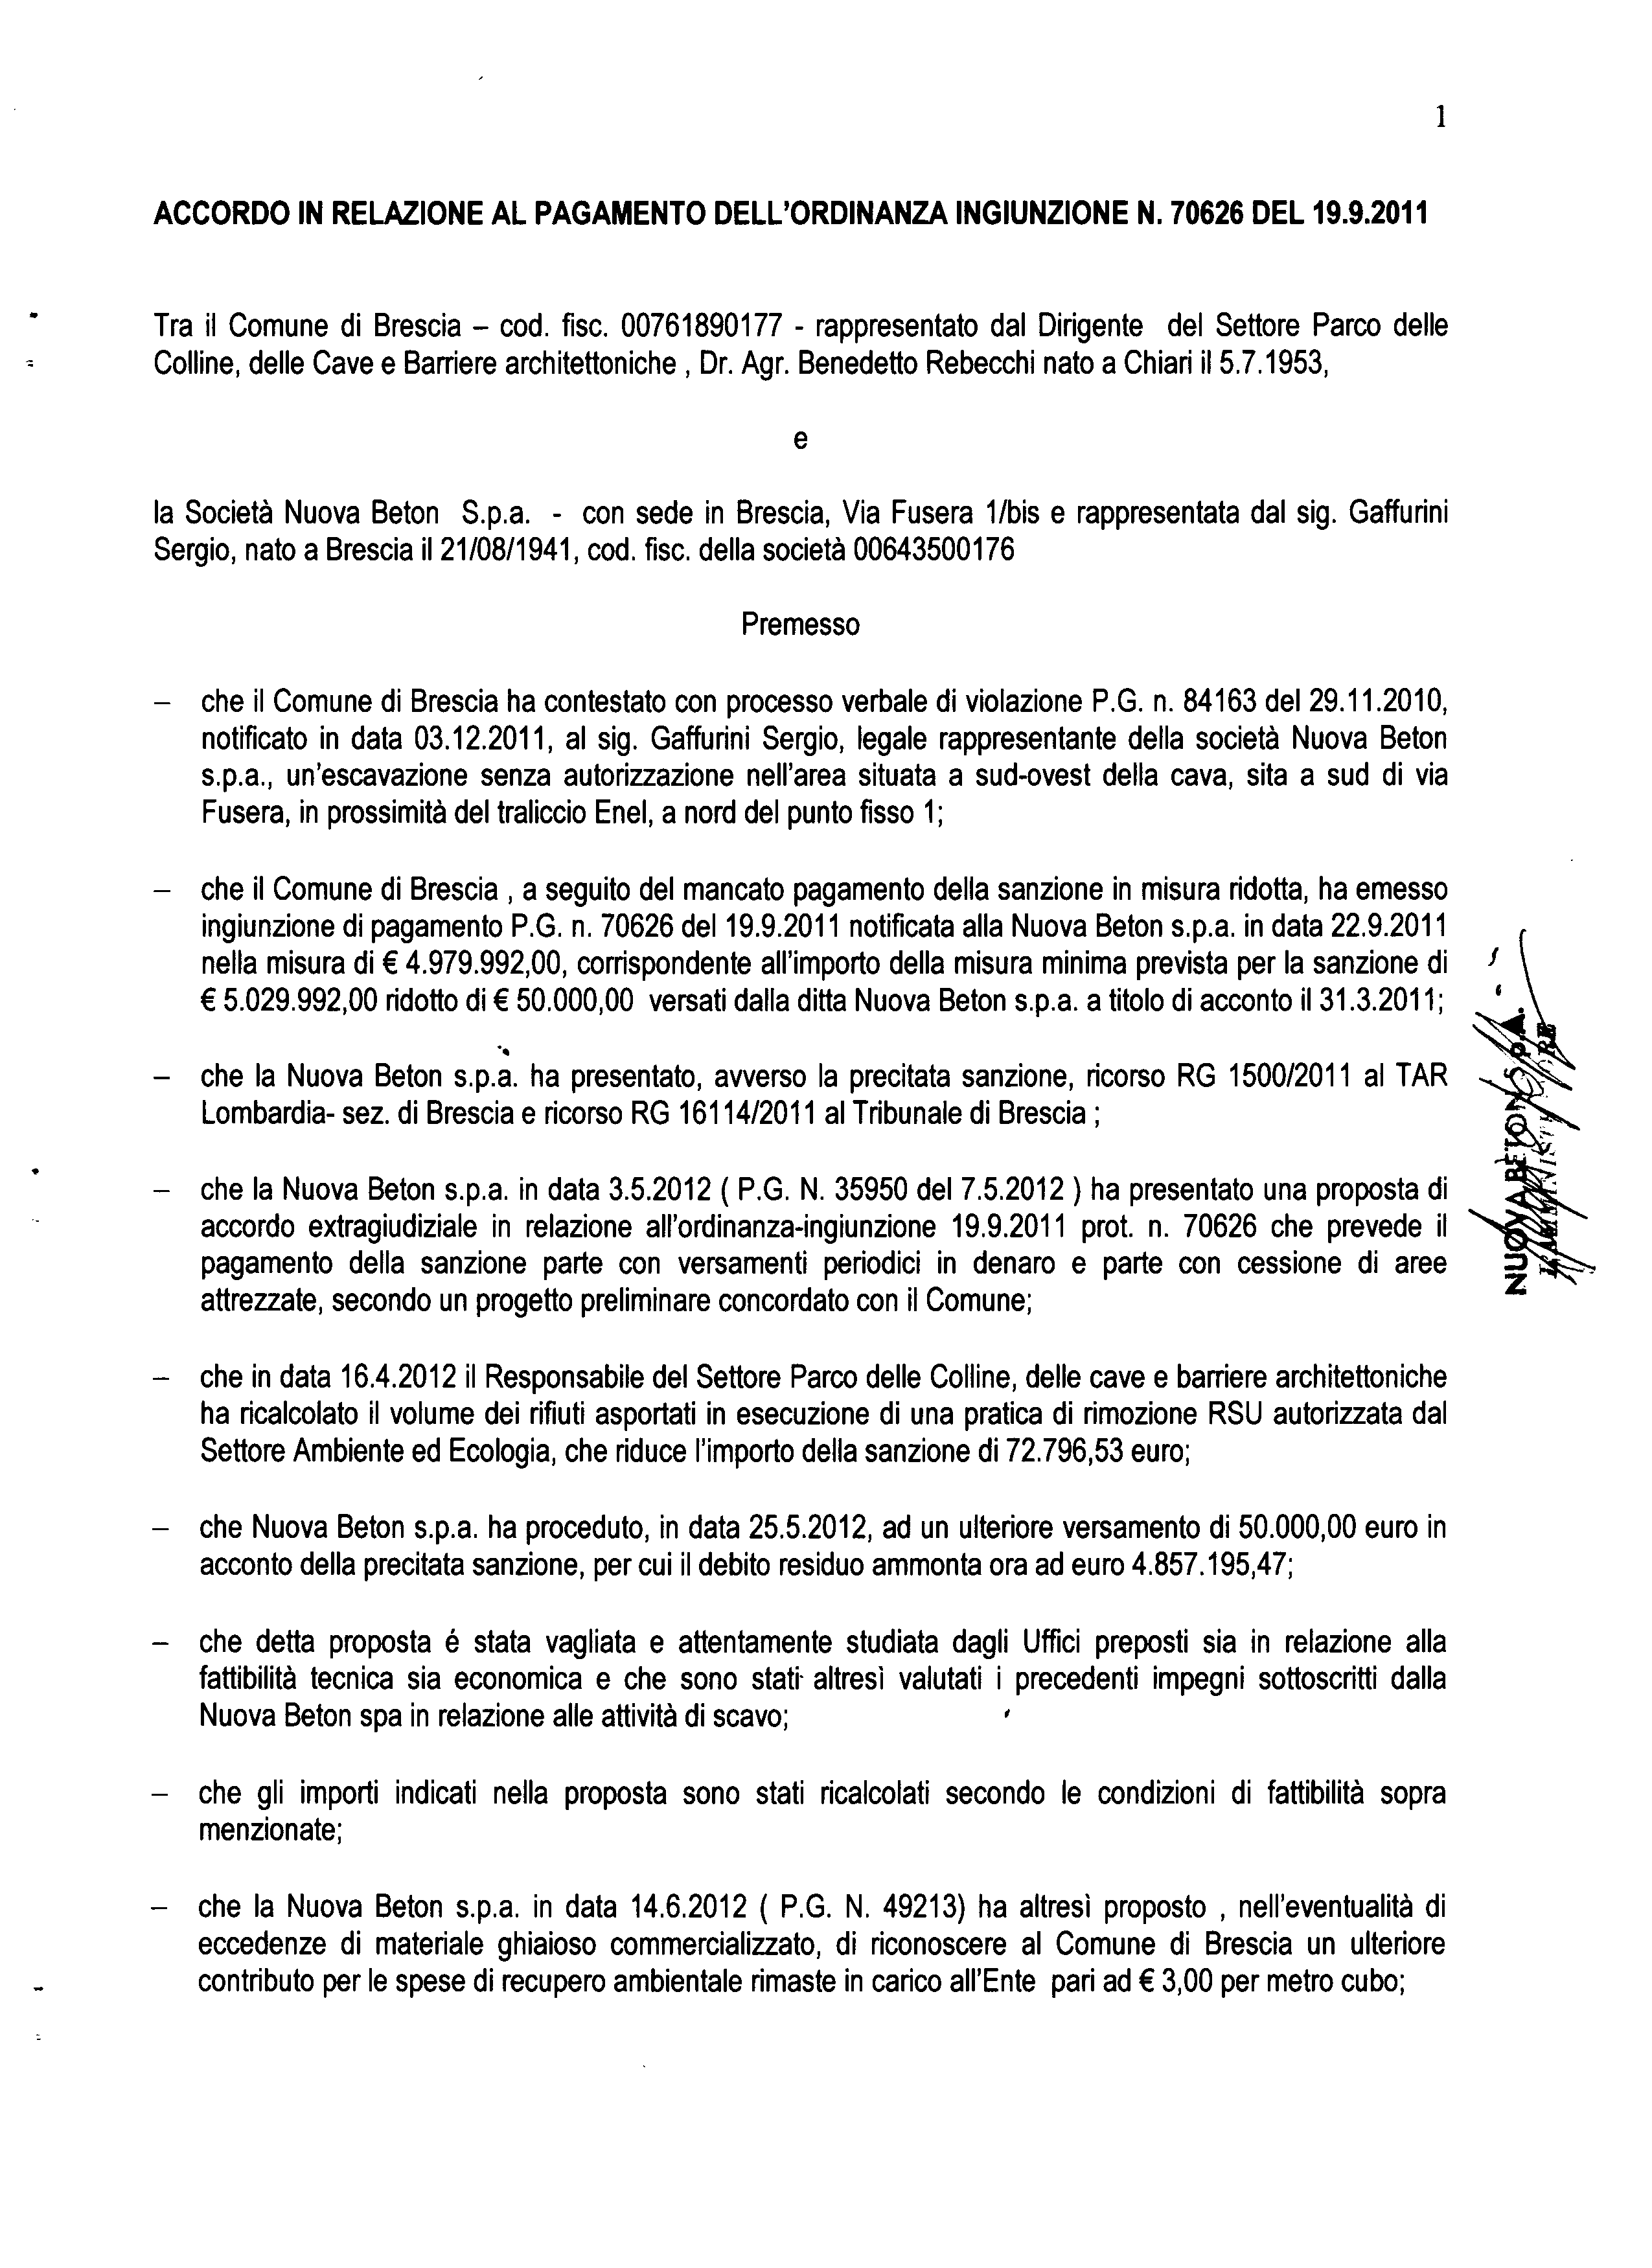 1
ACCORDO IN RELAZIONE AL PAGAMENTO DELL'ORDINANZA INGIUNZIONE N. 70626 DEL 19.9.2011
Tra il Comune di Brescia – cod. fisc. 00761890177 - rappresentato dal Dirigente del Settore Parco delle
Colline, delle Cave e Barriere architettoniche , Dr. Agr. Benedetto Rebecchi nato a Chiari il 5.7.1953,
e
la Società Nuova Beton S.p.a. - con sede in Brescia, Via Fusera 1/bis e rappresentata dal sig. Gaffurini
Sergio, nato a Brescia il 21/08/1941, cod. fisc. della società 00643500176
Premesso
– che il Comune di Brescia ha contestato con processo verbale di violazione P.G. n. 84163 del 29.11.2010,
notificato in data 03.12.2011, al sig. Gaffurini Sergio, legale rappresentante della società Nuova Beton
s.p.a., un'escavazione senza autorizzazione nell'area situata a sud-ovest della cava, sita a sud di via
Fusera, in prossimità del traliccio Enel, a nord del punto fisso 1;
– che il Comune di Brescia , a seguito del mancato pagamento della sanzione in misura ridotta, ha emesso
ingiunzione di pagamento P.G. n. 70626 del 19.9.2011 notificata alla Nuova Beton s.p.a. in data 22.9.2011
nella misura di € 4.979.992,00, corrispondente all'importo della misura minima prevista per la sanzione di
€ 5.029.992,00 ridotto di € 50.000,00 versati dalla ditta Nuova Beton s.p.a. a titolo di acconto il 31.3.2011;
– che la Nuova Beton s.p.a. ha presentato, avverso la precitata sanzione, ricorso RG 1500/2011 al TAR
Lombardia- sez. di Brescia e ricorso RG 16114/2011 al Tribunale di Brescia ;
– che la Nuova Beton s.p.a. in data 3.5.2012 ( P.G. N. 35950 del 7.5.2012 ) ha presentato una proposta di
accordo extragiudiziale in relazione all'ordinanza-ingiunzione 19.9.2011 prot. n. 70626 che prevede il
pagamento della sanzione parte con versamenti periodici in denaro e parte con cessione di aree
attrezzate, secondo un progetto preliminare concordato con il Comune;
– che in data 16.4.2012 il Responsabile del Settore Parco delle Colline, delle cave e barriere architettoniche
ha ricalcolato il volume dei rifiuti asportati in esecuzione di una pratica di rimozione RSU autorizzata dal
Settore Ambiente ed Ecologia, che riduce l'importo della sanzione di 72.796,53 euro;
– che Nuova Beton s.p.a. ha proceduto, in data 25.5.2012, ad un ulteriore versamento di 50.000,00 euro in
acconto della precitata sanzione, per cui il debito residuo ammonta ora ad euro 4.857.195,47;
– che detta proposta é stata vagliata e attentamente studiata dagli Uffici preposti sia in relazione alla
fattibilità tecnica sia economica e che sono stati altresì valutati i precedenti impegni sottoscritti dalla
Nuova Beton spa in relazione alle attività di scavo;
– che gli importi indicati nella proposta sono stati ricalcolati secondo le condizioni di fattibilità sopra
menzionate;
– che la Nuova Beton s.p.a. in data 14.6.2012 ( P.G. N. 49213) ha altresì proposto , nell'eventualità di
eccedenze di materiale ghiaioso commercializzato, di riconoscere al Comune di Brescia un ulteriore
contributo per le spese di recupero ambientale rimaste in carico all'Ente pari ad € 3,00 per metro cubo;
NUOVA BETON S.p.A.